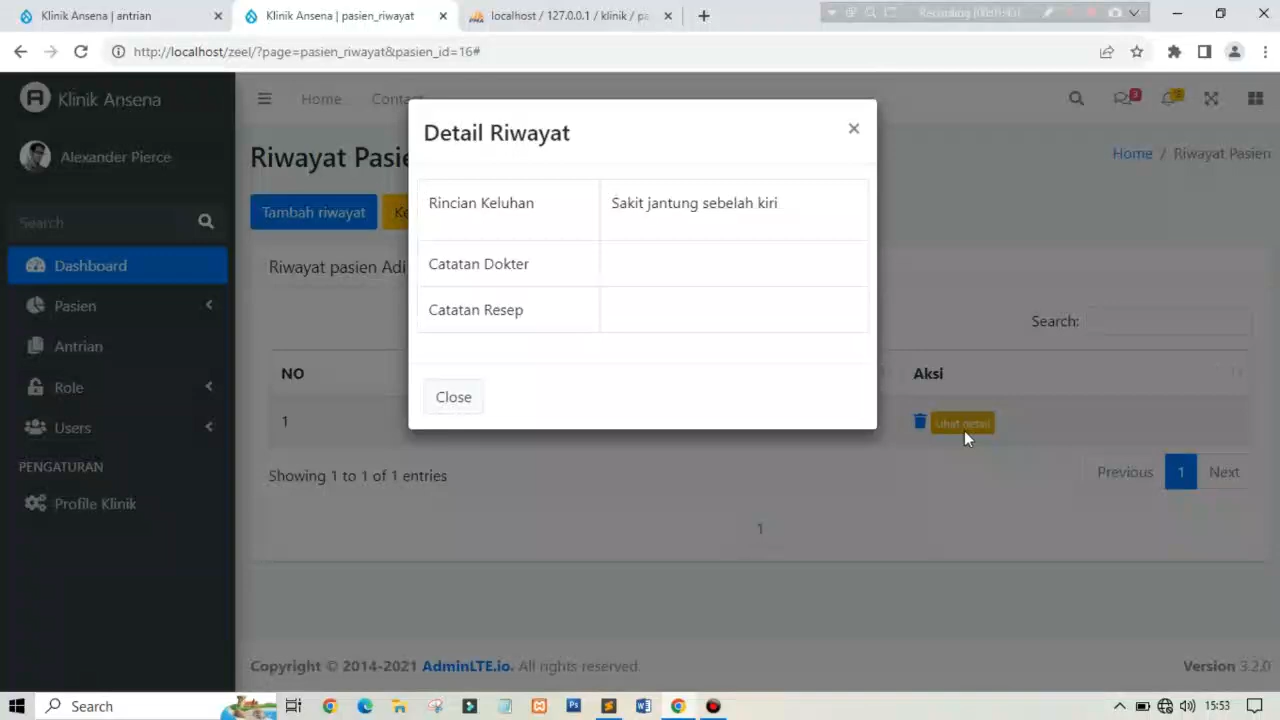 Klinik Ansena | antrian
Klinik Ansena | pasien_riwayat
localhost / 127.0.0.1 / klinik / pa
http://localhost/zeel/?page=pasien_riwayat&pasien_id=16#
Klinik Ansena
Home
Contact
3
Alexander Pierce
Riwayat Pasie
Home / Riwayat Pasien
Search
Tambah riwayat
Ke
Detail Riwayat
×
Rincian Keluhan
Sakit jantung sebelah kiri
Catatan Dokter
Catatan Resep
Close
Dashboard
Riwayat pasien Adi
Pasien
Search:
Antrian
NO
Aksi
Role
1
Lihat detail
Users
PENGATURAN
Showing 1 to 1 of 1 entries
Previous
1
Next
Profile Klinik
1
Copyright © 2014-2021 AdminLTE.io. All rights reserved.
Version 3.2.0
Search
15:53